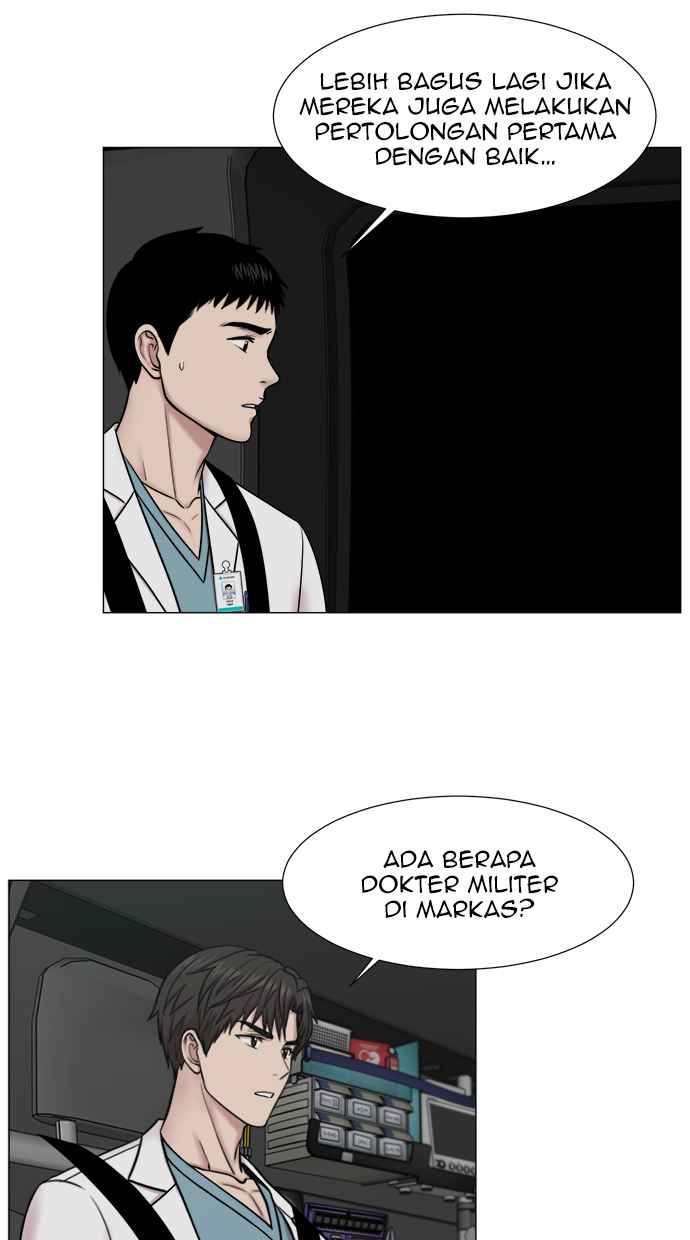 LEBIH BAGUS LAGI JIKA
MEREKA JUGA MELAKUKAN
PERTOLONGAN PERTAMA
DENGAN BAIK...
ADA BERAPA
DOKTER MILITER
DI MARKAS?